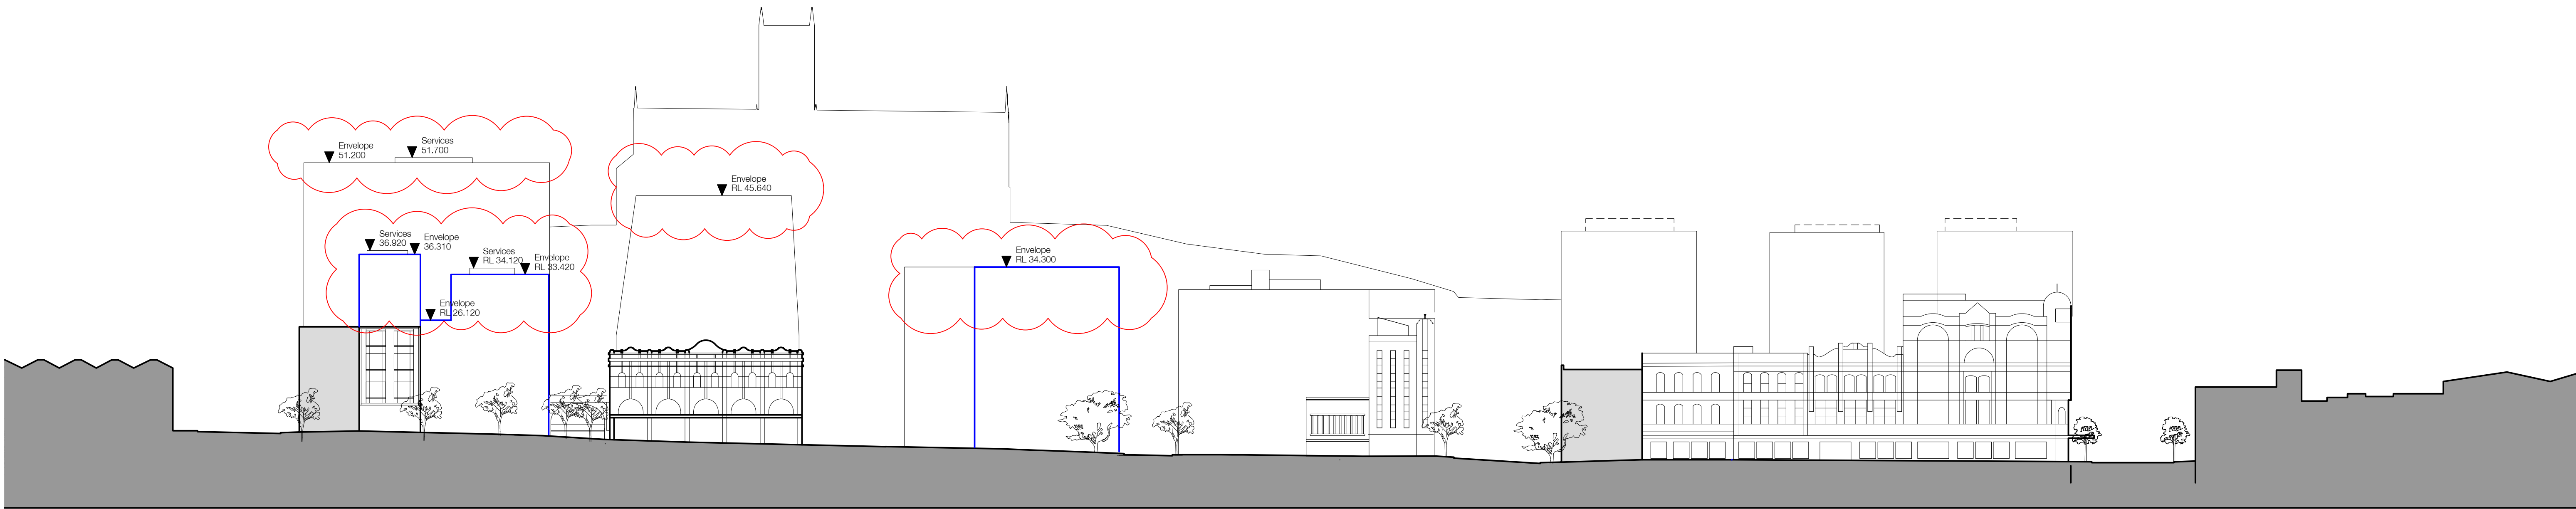 Envelope
51.200
Services
51.700
Envelope
RL 45.640
Services
36.920
Envelope
36.310
Services
RL 34.120
Envelope
RL 33.420
Envelope
RL 26.120
Envelope
RL 34.300